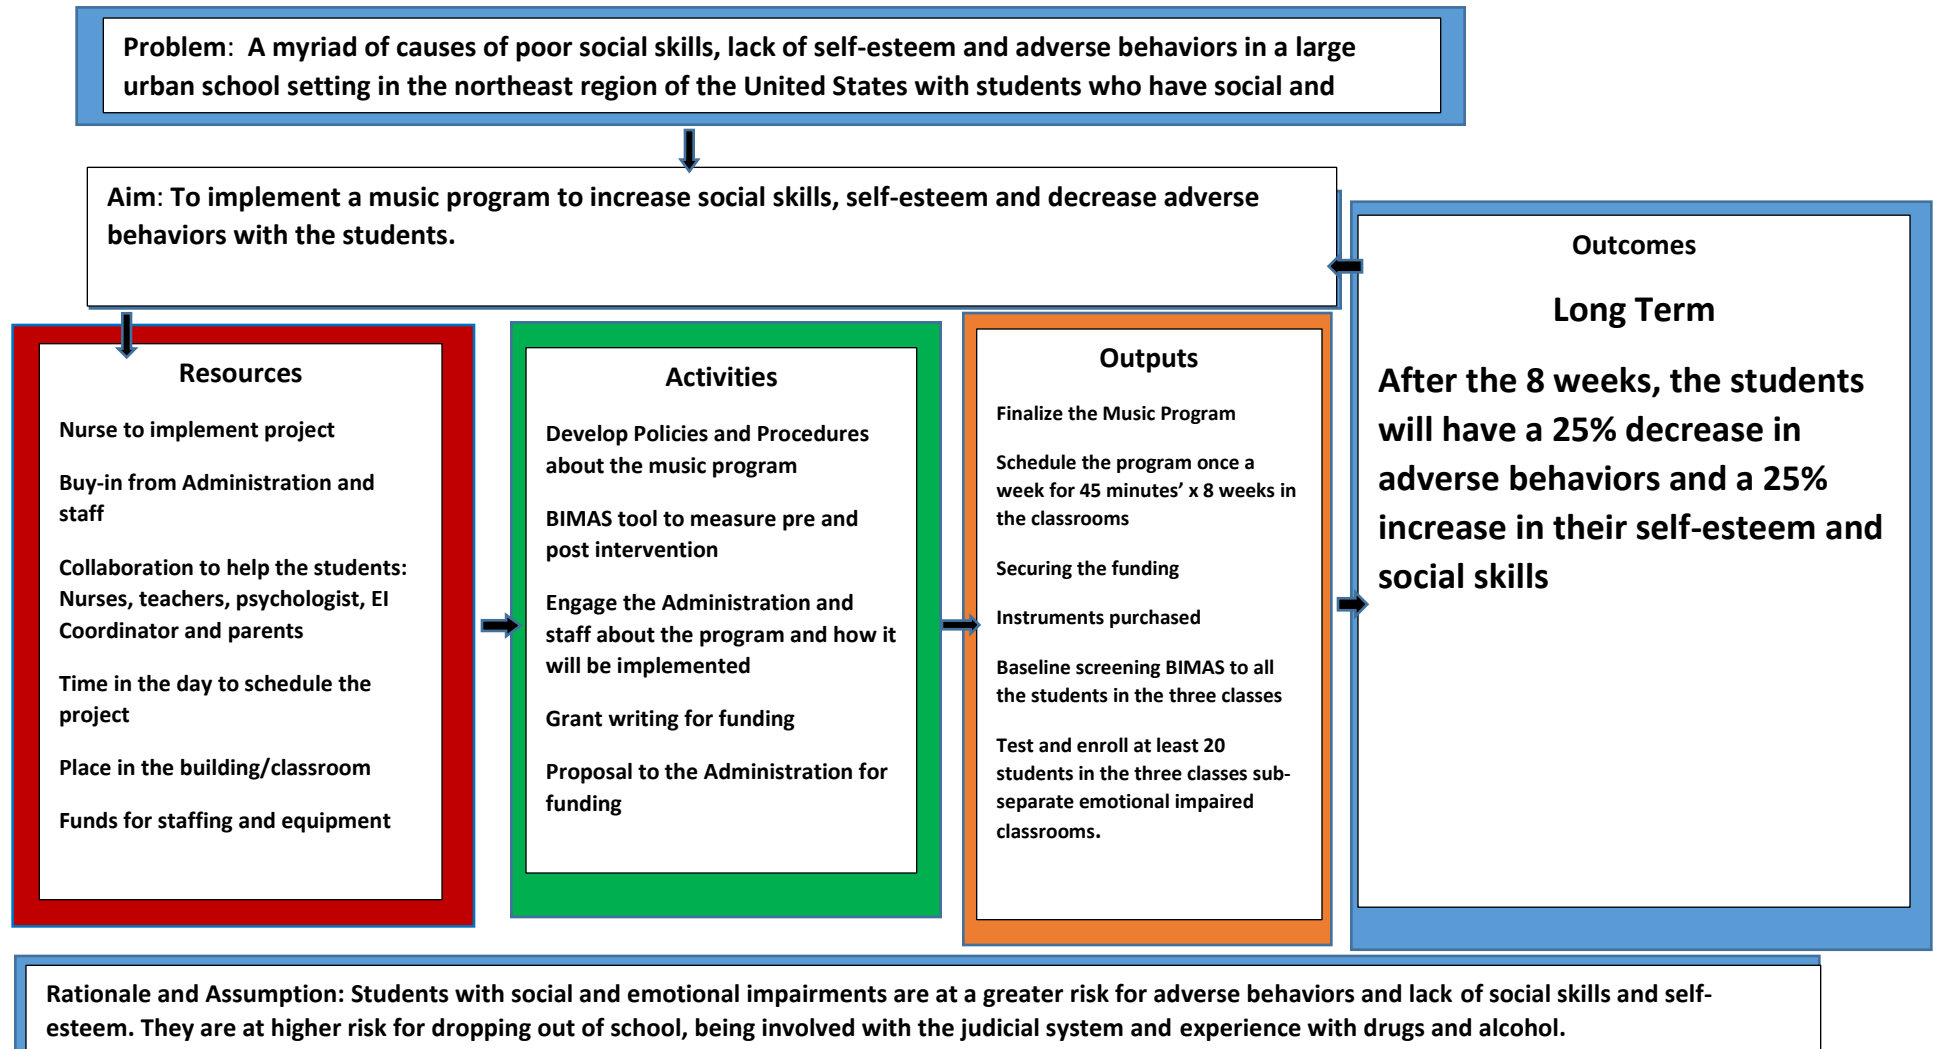 Problem:  A myriad of causes of poor social skills, lack of self-esteem and adverse behaviors in a large
urban school setting in the northeast region of the United States with students who have social and
Aim: To implement a music program to increase social skills, self-esteem and decrease adverse
behaviors with the students.
Resources
Nurse to implement project
Buy-in from Administration and
staff
Collaboration to help the students:
Nurses, teachers, psychologist, EI
Coordinator and parents
Time in the day to schedule the
project
Place in the building/classroom
Funds for staffing and equipment
Activities
Develop Policies and Procedures
about the music program
BIMAS tool to measure pre and
post intervention
Engage the Administration and
staff about the program and how it
will be implemented
Grant writing for funding
Proposal to the Administration for
funding
Outputs
Finalize the Music Program
Schedule the program once a
week for 45 minutes’ x 8 weeks in
the classrooms
Securing the funding
Instruments purchased
Baseline screening BIMAS to all
the students in the three classes
Test and enroll at least 20
students in the three classes sub-
separate emotional impaired
classrooms.
Outcomes
Long Term
After the 8 weeks, the students
will have a 25% decrease in
adverse behaviors and a 25%
increase in their self-esteem and
social skills
Rationale and Assumption: Students with social and emotional impairments are at a greater risk for adverse behaviors and lack of social skills and self-
esteem. They are at higher risk for dropping out of school, being involved with the judicial system and experience with drugs and alcohol.